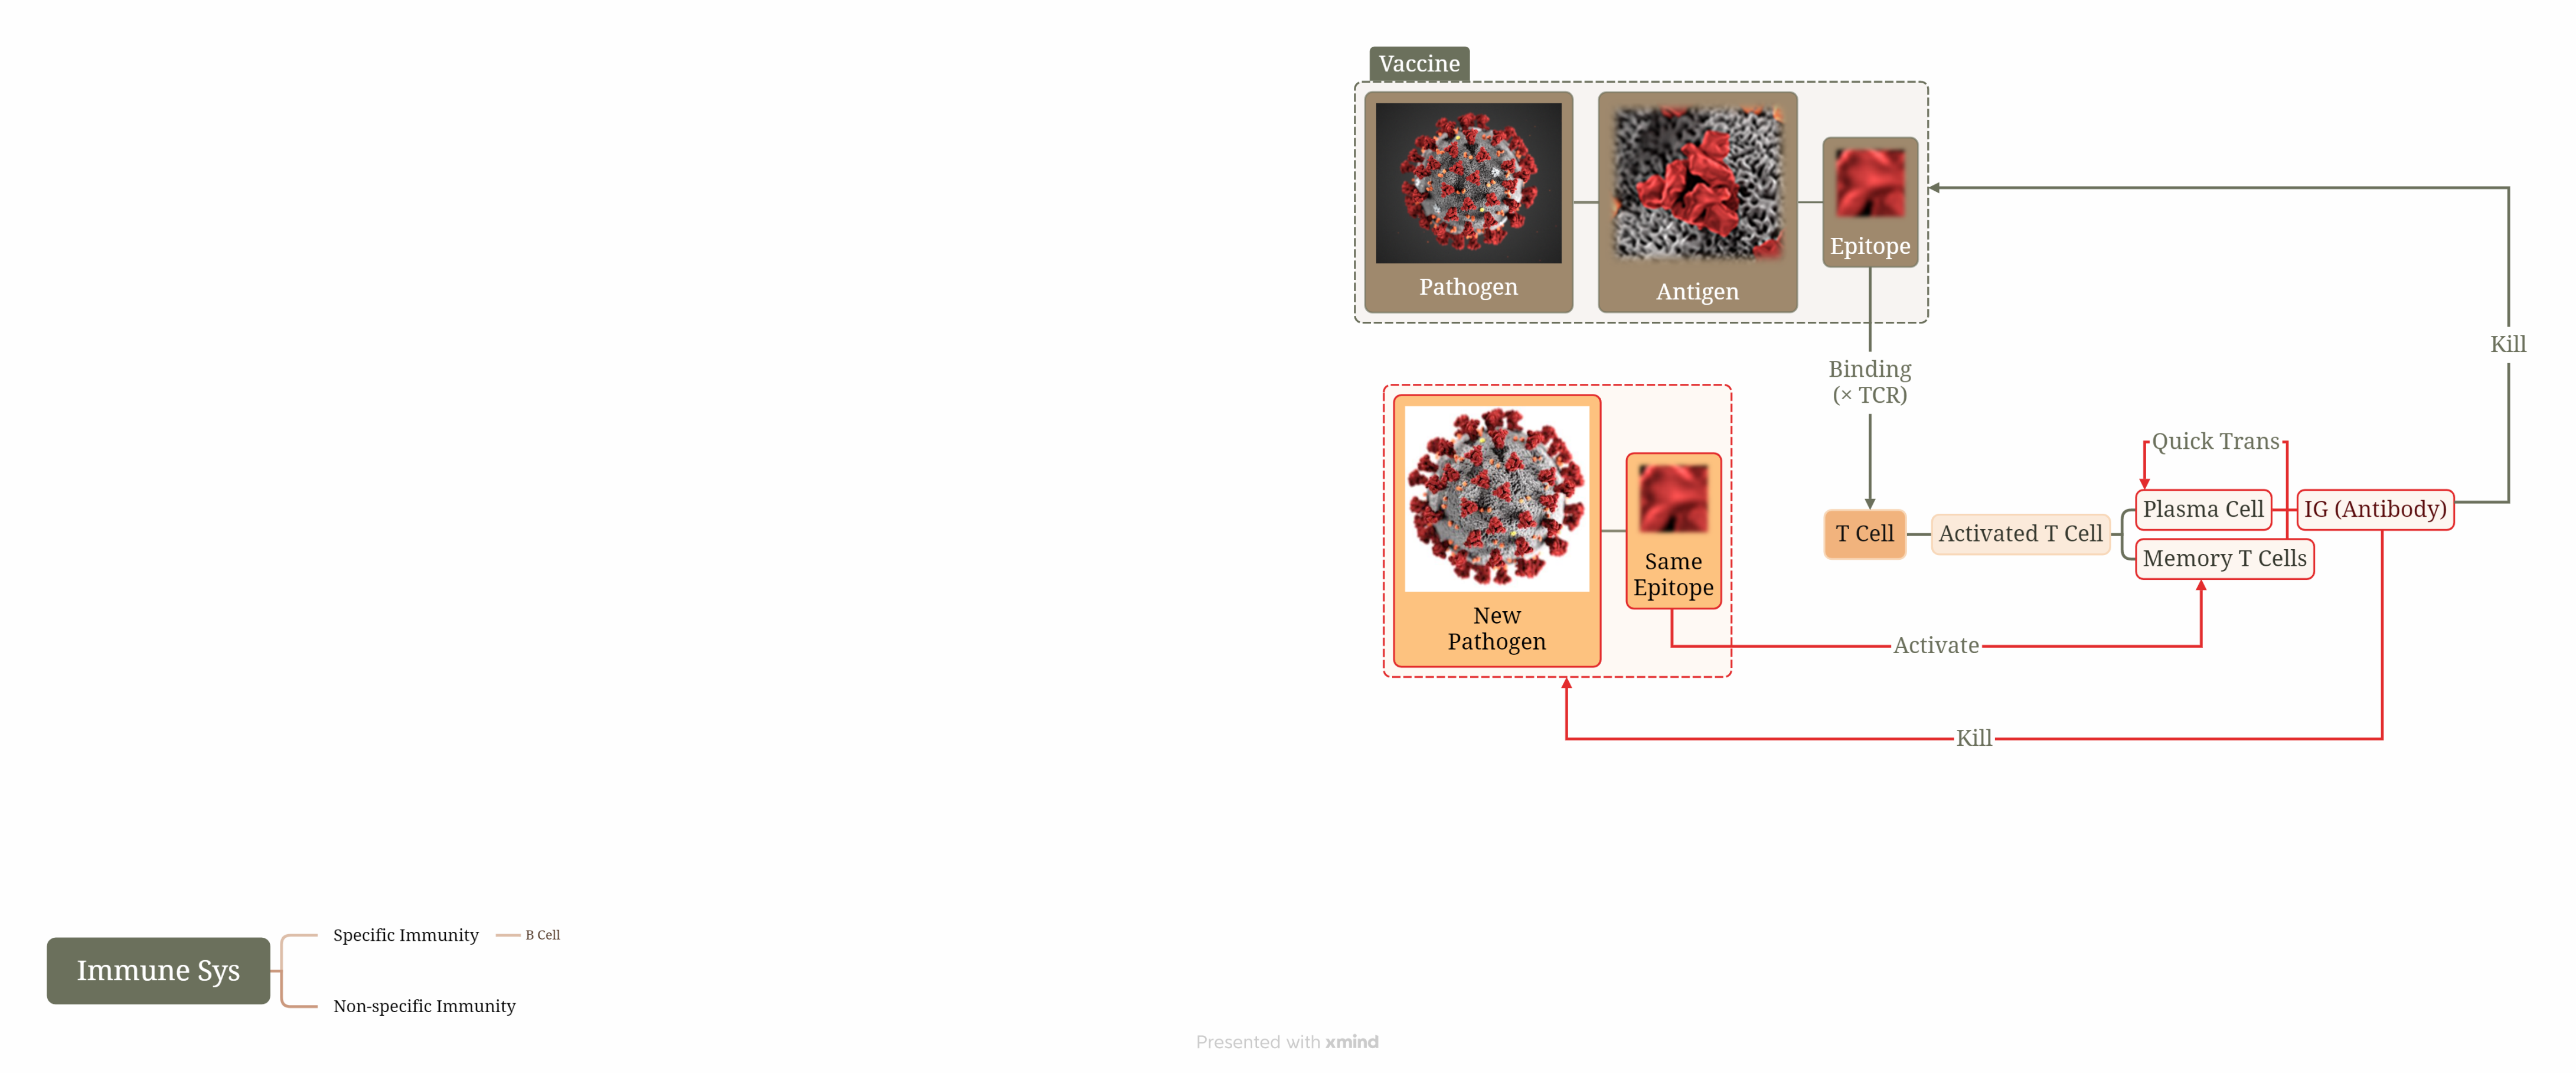 Vaccine
Pathogen
Antigen
Epitope
Binding
(× TCR)
Kill
Quick Trans
Plasma Cell
IG (Antibody)
T Cell
Activated T Cell
Memory T Cells
Same
Epitope
New
Pathogen
Activate
Kill
Immune Sys
Specific Immunity
B Cell
Non-specific Immunity
Presented with xmind